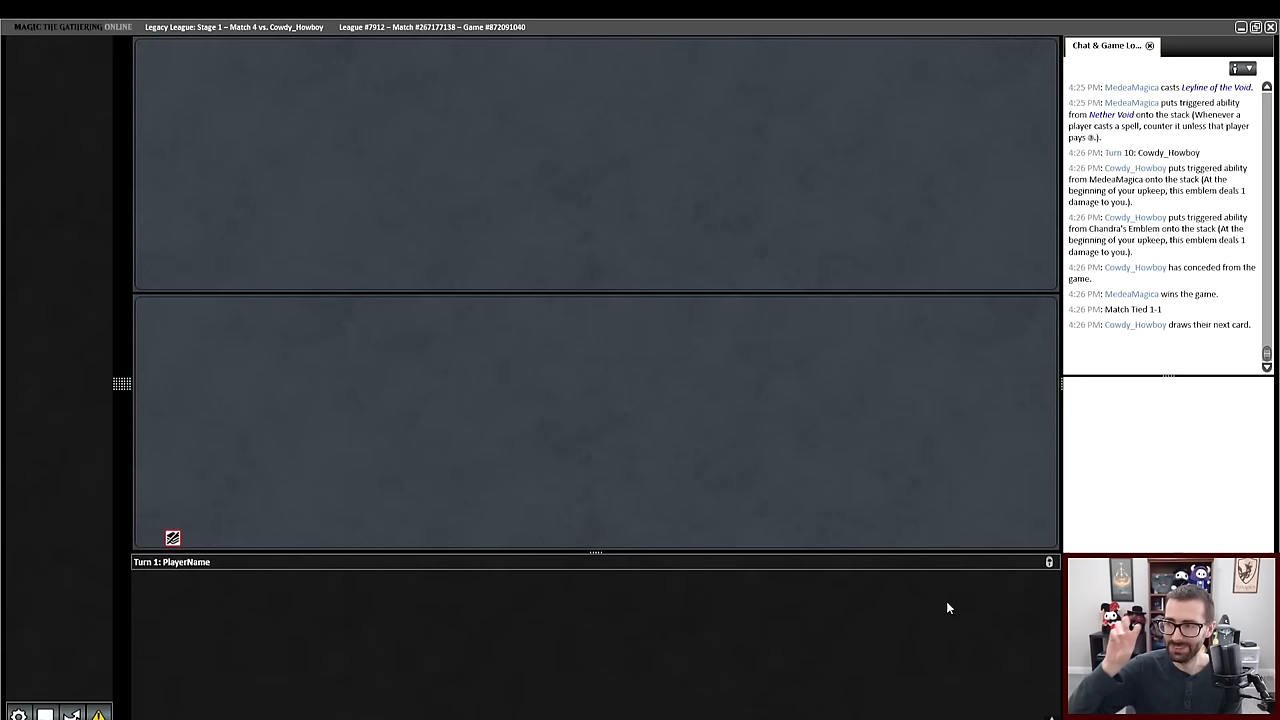 MAGIC THE GATHERING ONLINE Legacy League: Stage 1 – Match 4 vs. Cowdy_Howboy League #7912 – Match #267177138 – Game #872091040
Chat & Game Lo...
4:25 PM: MedeaMagica casts Leyline of the Void.
4:25 PM: MedeaMagica puts triggered ability
from Nether Void onto the stack (Whenever a
player casts a spell, counter it unless that player
pays 3.).
4:26 PM: Turn 10: Cowdy_Howboy
4:26 PM: Cowdy_Howboy puts triggered ability
from MedeaMagica onto the stack (At the
beginning of your upkeep, this emblem deals 1
damage to you.).
4:26 PM: Cowdy_Howboy puts triggered ability
from Chandra's Emblem onto the stack (At the
beginning of your upkeep, this emblem deals 1
damage to you.).
4:26 PM: Cowdy_Howboy has conceded from the
game.
4:26 PM: MedeaMagica wins the game.
4:26 PM: Match Tied 1-1
4:26 PM: Cowdy_Howboy draws their next card.
Turn 1: PlayerName